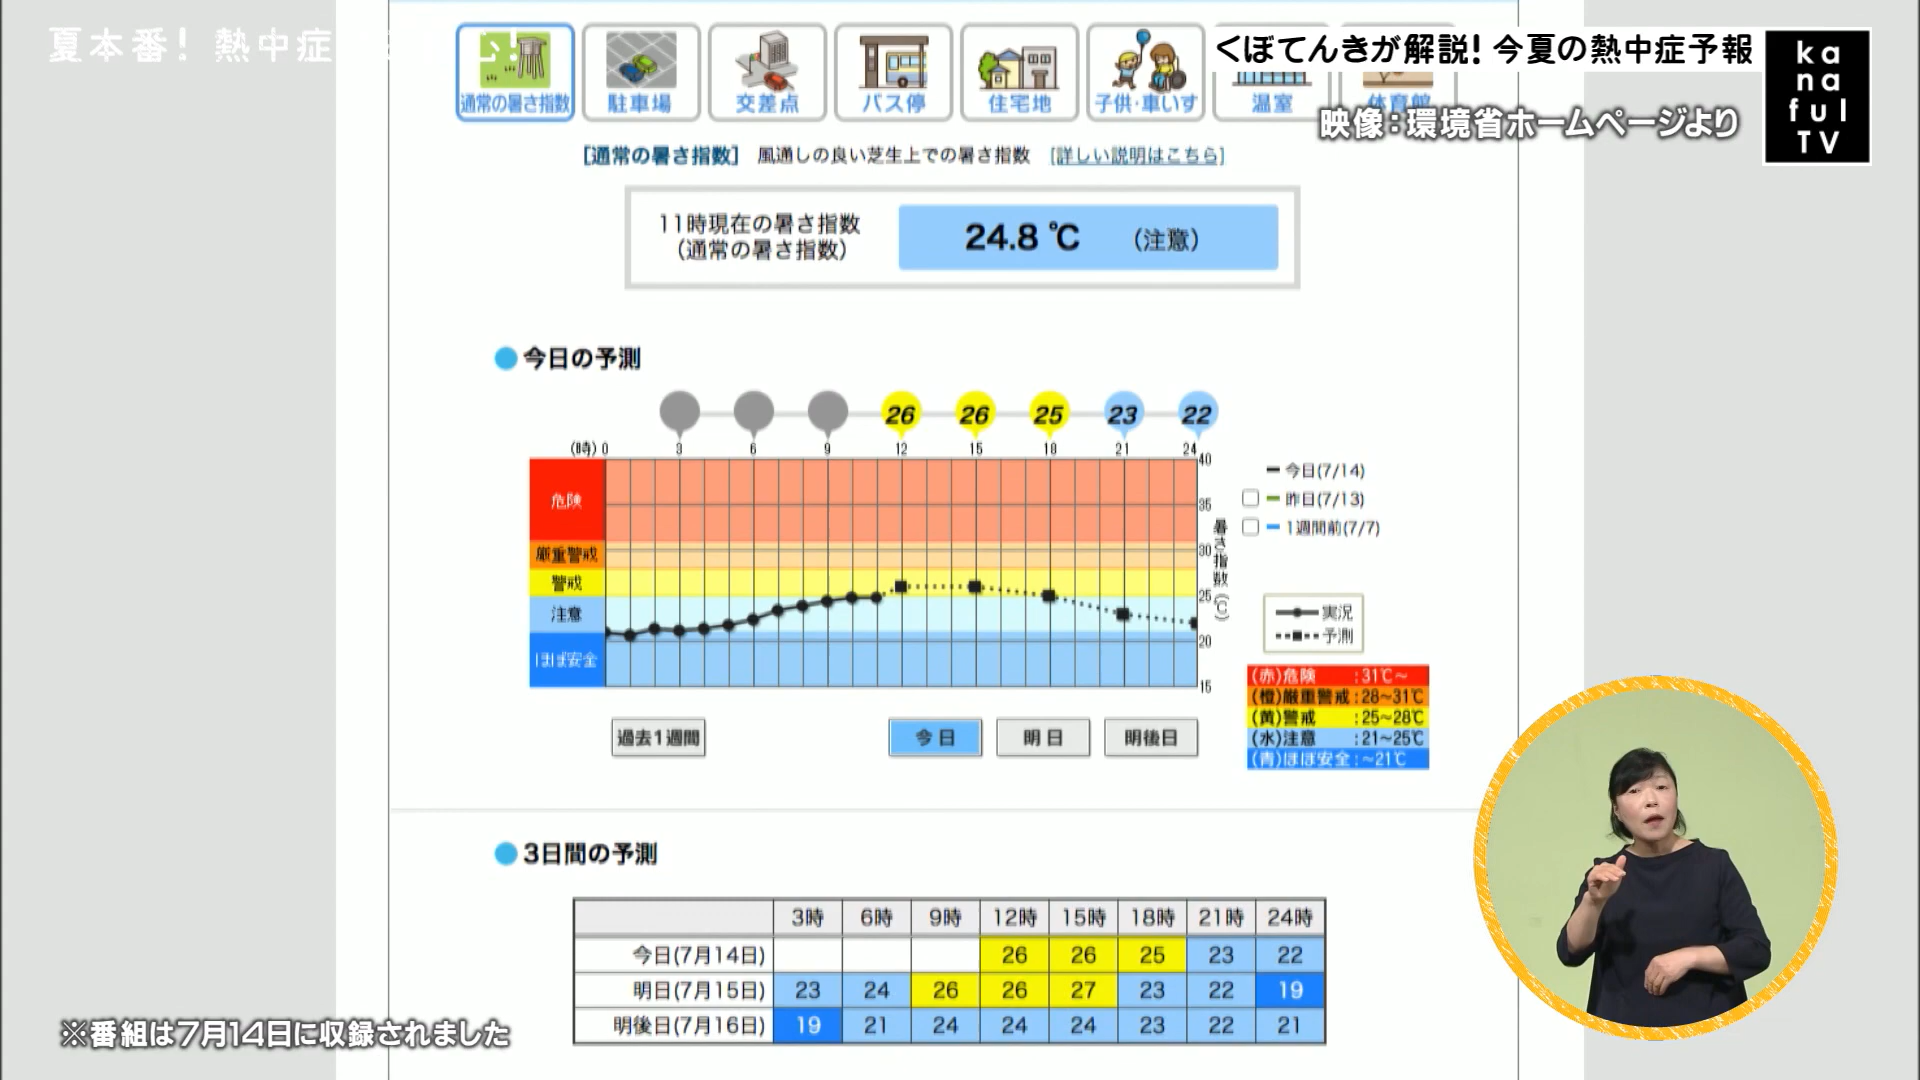 夏本番！ 熱中症
くぼてんきが解説！ 今夏の熱中症予報
映像：環境省ホームページより
ka
na
ful
TV
通常の暑さ指数 駐車場 交差点 バス停 住宅地 子供・車いす 温室 体育館
[通常の暑さ指数] 風通しの良い芝生上での暑さ指数 [詳しい説明はこちら]
11時現在の暑さ指数
(通常の暑さ指数)
24.8 ℃ (注意)
今日の予測
26 26 25 23 22
(時) 0 3 6 9 12 15 18 21 24
40
35
30
25
20
15
暑さ指数(℃)
危険
厳重警戒
警戒
注意
ほぼ安全
今日(7/14)
昨日(7/13)
1週間前(7/7)
実況
予測
(赤)危険 :31℃～
(橙)厳重警戒:28～31℃
(黄)警戒 :25～28℃
(水)注意 :21～25℃
(青)ほぼ安全:～21℃
過去1週間 今日 明日 明後日
3日間の予測
3時 6時 9時 12時 15時 18時 21時 24時
今日(7月14日) 26 26 25 23 22
明日(7月15日) 23 24 26 26 27 23 22 19
明後日(7月16日) 19 21 24 24 24 23 22 21
※番組は7月14日に収録されました